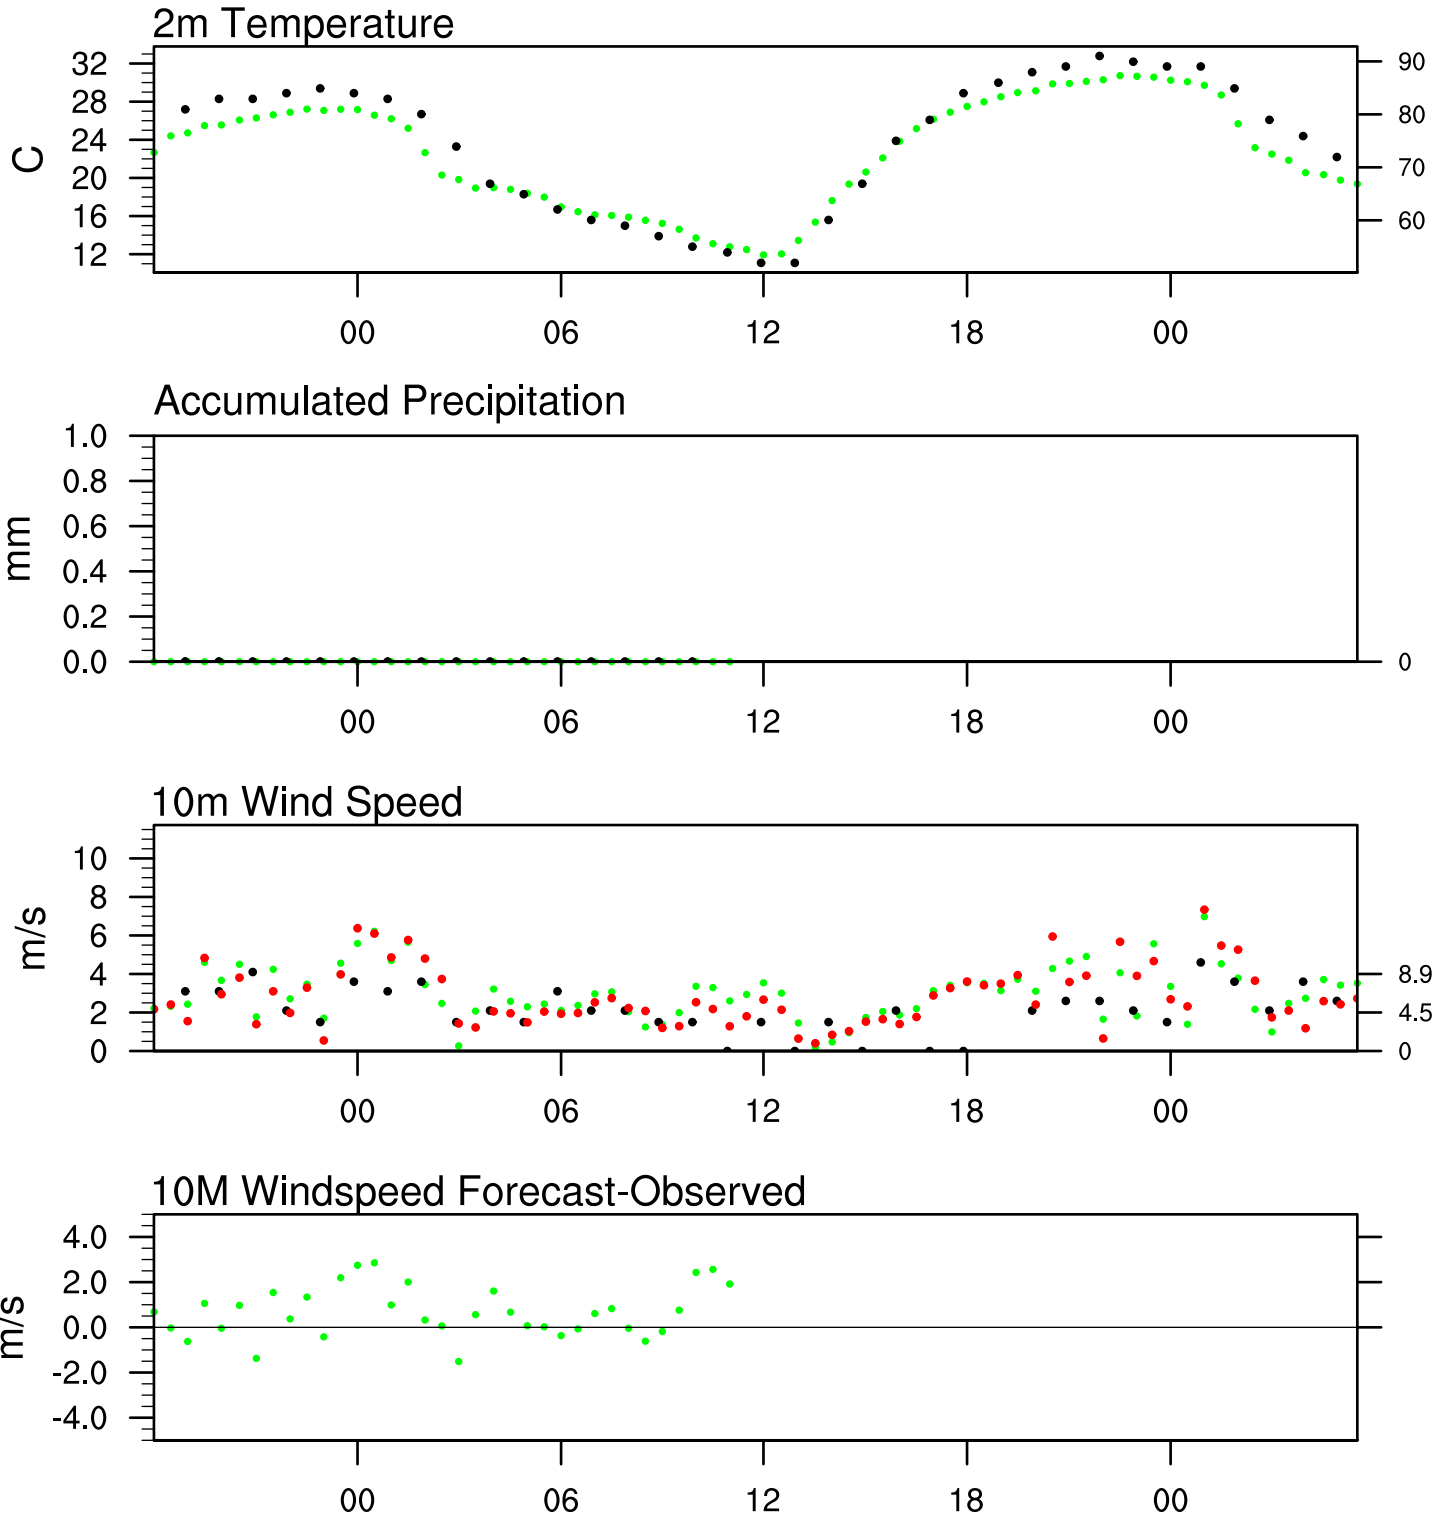 2m Temperature
C
32
28
24
20
16
12
90
80
70
60
00 06 12 18 00
Accumulated Precipitation
mm
1.0
0.8
0.6
0.4
0.2
0.0
0
00 06 12 18 00
10m Wind Speed
m/s
10
8
6
4
2
0
8.9
4.5
0
00 06 12 18 00
10M Windspeed Forecast-Observed
m/s
4.0
2.0
0.0
-2.0
-4.0
00 06 12 18 00